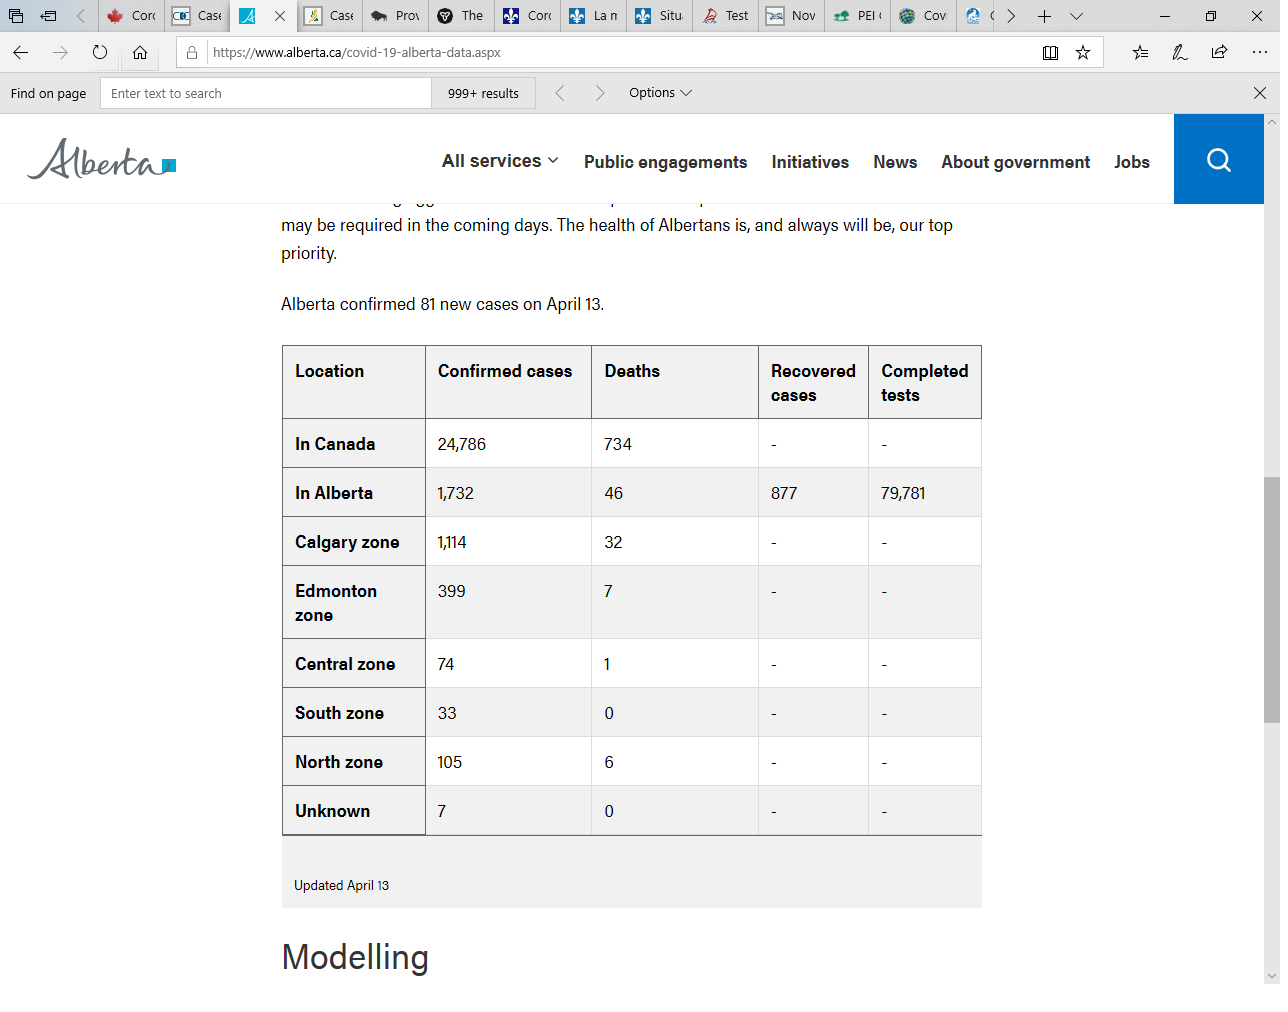 Corc
Case
Case
Prov
The
Corc
La m
Situ
Test
Nov
PEI
Cov
https://www.alberta.ca/covid-19-alberta-data.aspx
Find on page
Enter text to search
999+ results
Options
Alberta
All services
Public engagements
Initiatives
News
About government
Jobs
may be required in the coming days. The health of Albertans is, and always will be, our top
priority.
Alberta confirmed 81 new cases on April 13.
Location Confirmed cases Deaths Recovered cases Completed tests
In Canada 24,786 734 - -
In Alberta 1,732 46 877 79,781
Calgary zone 1,114 32 - -
Edmonton zone 399 7 - -
Central zone 74 1 - -
South zone 33 0 - -
North zone 105 6 - -
Unknown 7 0 - -
Updated April 13
Modelling